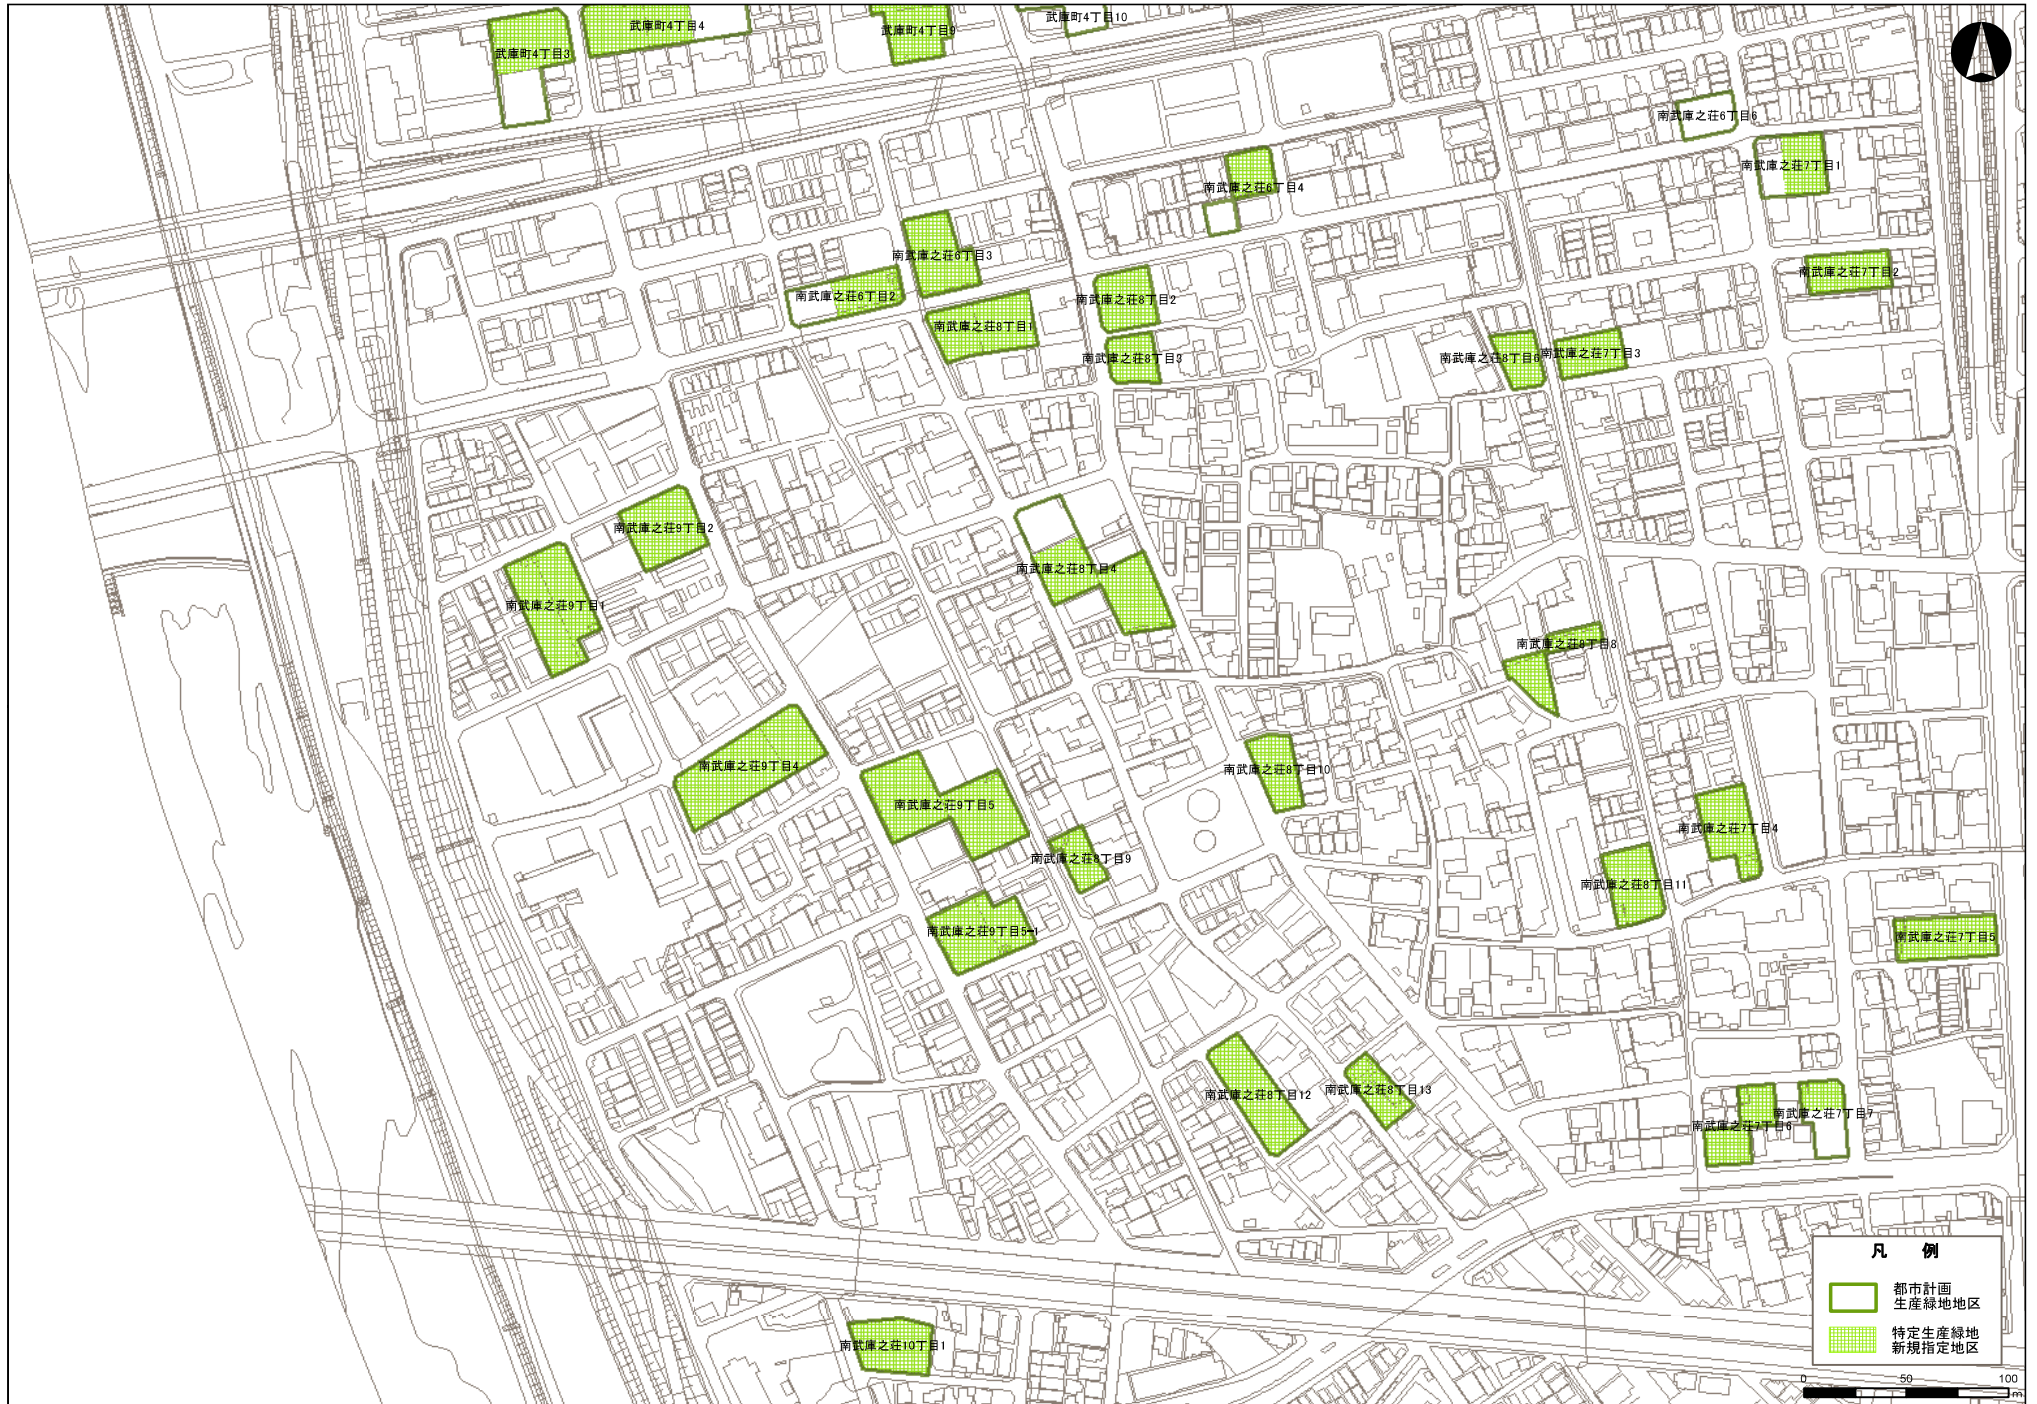 武庫町4丁目3
武庫町4丁目4
武庫町4丁目9
武庫町4丁目10
南武庫之荘6丁目6
南武庫之荘7丁目1
南武庫之荘6丁目4
南武庫之荘6丁目3
南武庫之荘6丁目2
南武庫之荘8丁目1
南武庫之荘8丁目2
南武庫之荘8丁目3
南武庫之荘7丁目2
南武庫之荘8丁目6
南武庫之荘7丁目3
南武庫之荘9丁目2
南武庫之荘9丁目1
南武庫之荘8丁目4
南武庫之荘8丁目8
南武庫之荘9丁目4
南武庫之荘9丁目5
南武庫之荘8丁目10
南武庫之荘8丁目9
南武庫之荘7丁目4
南武庫之荘8丁目11
南武庫之荘9丁目5-1
南武庫之荘7丁目5
南武庫之荘8丁目12
南武庫之荘8丁目13
南武庫之荘7丁目7
南武庫之荘7丁目6
南武庫之荘10丁目1
凡 例
都市計画
生産緑地地区
特定生産緑地
新規指定地区
0 50 100
m